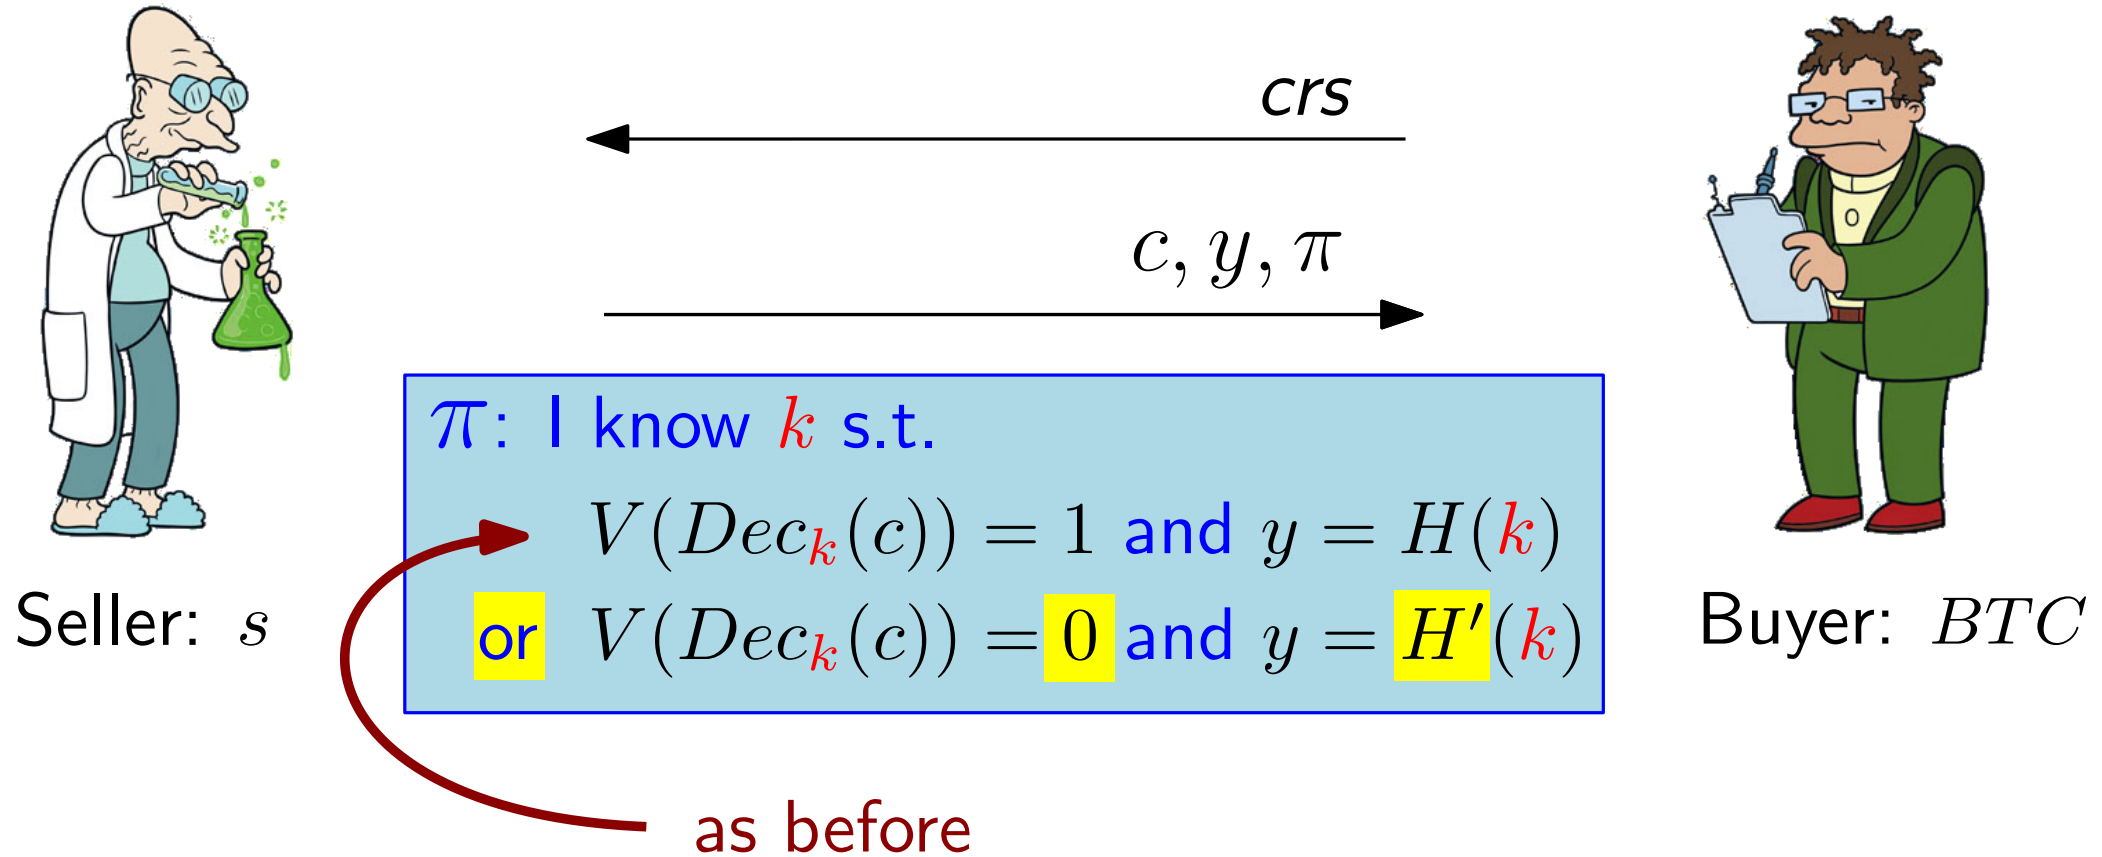 crs
c, y, π
π: I know k s.t.
V(Dec_k(c)) = 1 and y = H(k)
or V(Dec_k(c)) = 0 and y = H′(k)
Seller: s
Buyer: BTC
as before